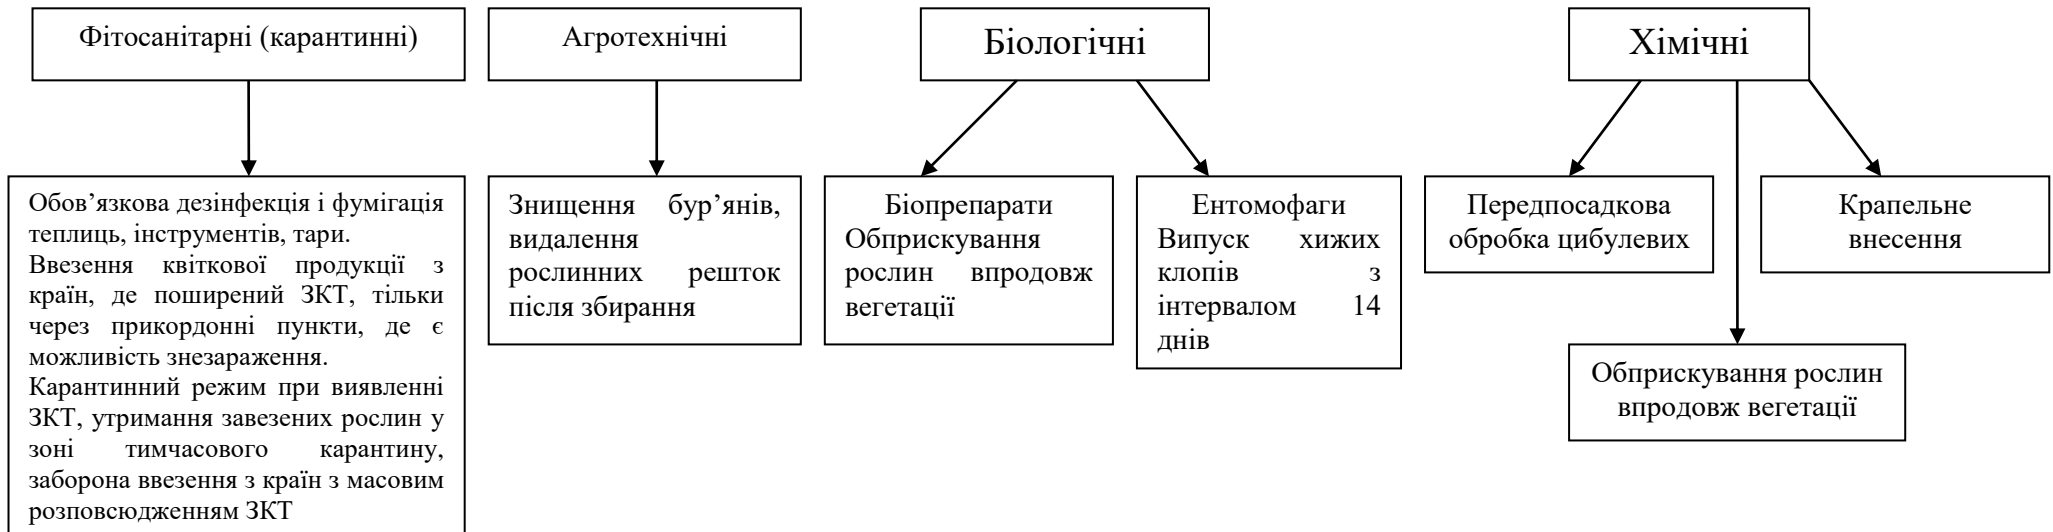 Фітосанітарні (карантинні)
Агротехнічні
Біологічні
Хімічні
Обов’язкова дезінфекція і фумігація
теплиць, інструментів, тари.
Ввезення квіткової продукції з
країн, де поширений ЗКТ, тільки
через прикордонні пункти, де є
можливість знезараження.
Карантинний режим при виявленні
ЗКТ, утримання завезених рослин у
зоні тимчасового карантину,
заборона ввезення з країн з масовим
розповсюдженням ЗКТ
Знищення бур’янів,
видалення
рослинних решток
після збирання
Біопрепарати
Обприскування
рослин впродовж
вегетації
Ентомофаги
Випуск хижих
клопів з
інтервалом 14
днів
Передпосадкова
обробка цибулевих
Крапельне
внесення
Обприскування рослин
впродовж вегетації